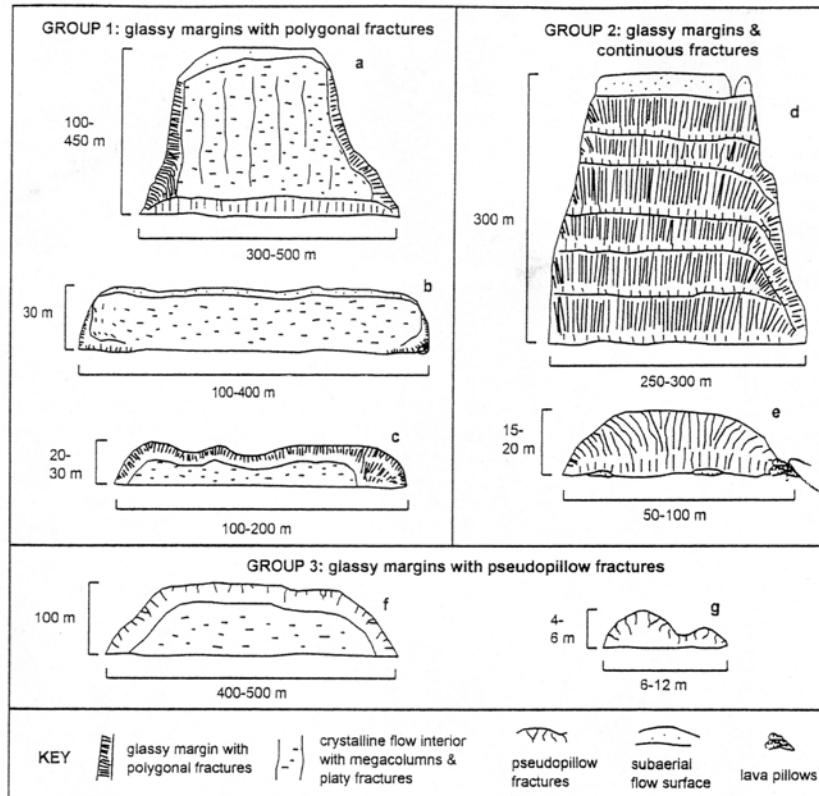 GROUP 1: glassy margins with polygonal fractures
a
100-
450 m
300-500 m
b
30 m
100-400 m
c
20-
30 m
100-200 m
GROUP 2: glassy margins &
continuous fractures
d
300 m
250-300 m
e
15-
20 m
50-100 m
GROUP 3: glassy margins with pseudopillow fractures
f
100 m
400-500 m
g
4-
6 m
6-12 m
KEY
glassy margin with
polygonal fractures
crystalline flow interior
with megacolumns &
platy fractures
pseudopillow
fractures
subaerial
flow surface
lava pillows